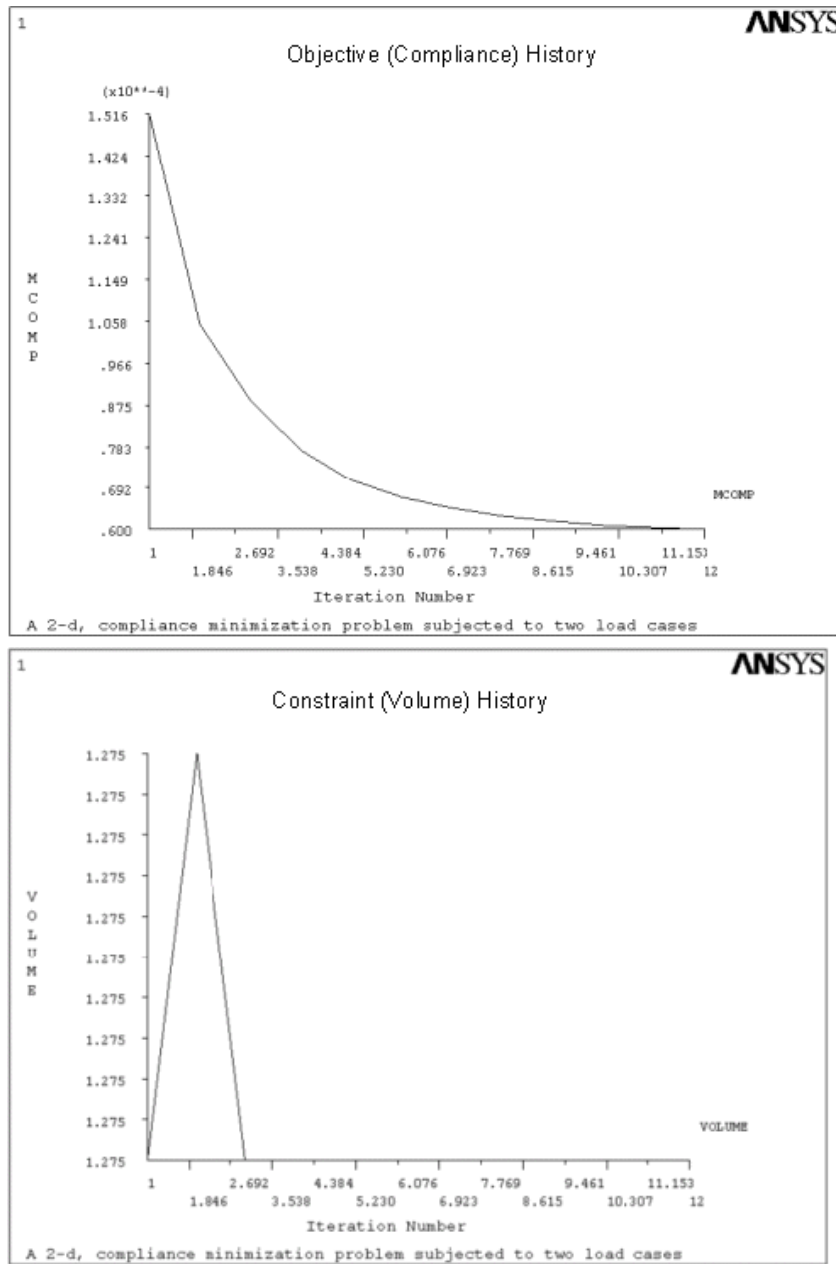 1
ANSYS
Objective (Compliance) History
(x10**-4)
1.516
1.424
1.332
1.241
1.149
1.058
.966
.875
.783
.692
.600
MCOMP
MCOMP
1 2.692 4.384 6.076 7.769 9.461 11.153
1.846 3.538 5.230 6.923 8.615 10.307 12
Iteration Number
A 2-d, compliance minimization problem subjected to two load cases
1
ANSYS
Constraint (Volume) History
1.275
1.275
1.275
1.275
1.275
1.275
1.275
1.275
1.275
1.275
1.275
VOLUME
VOLUME
1 2.692 4.384 6.076 7.769 9.461 11.153
1.846 3.538 5.230 6.923 8.615 10.307 12
Iteration Number
A 2-d, compliance minimization problem subjected to two load cases